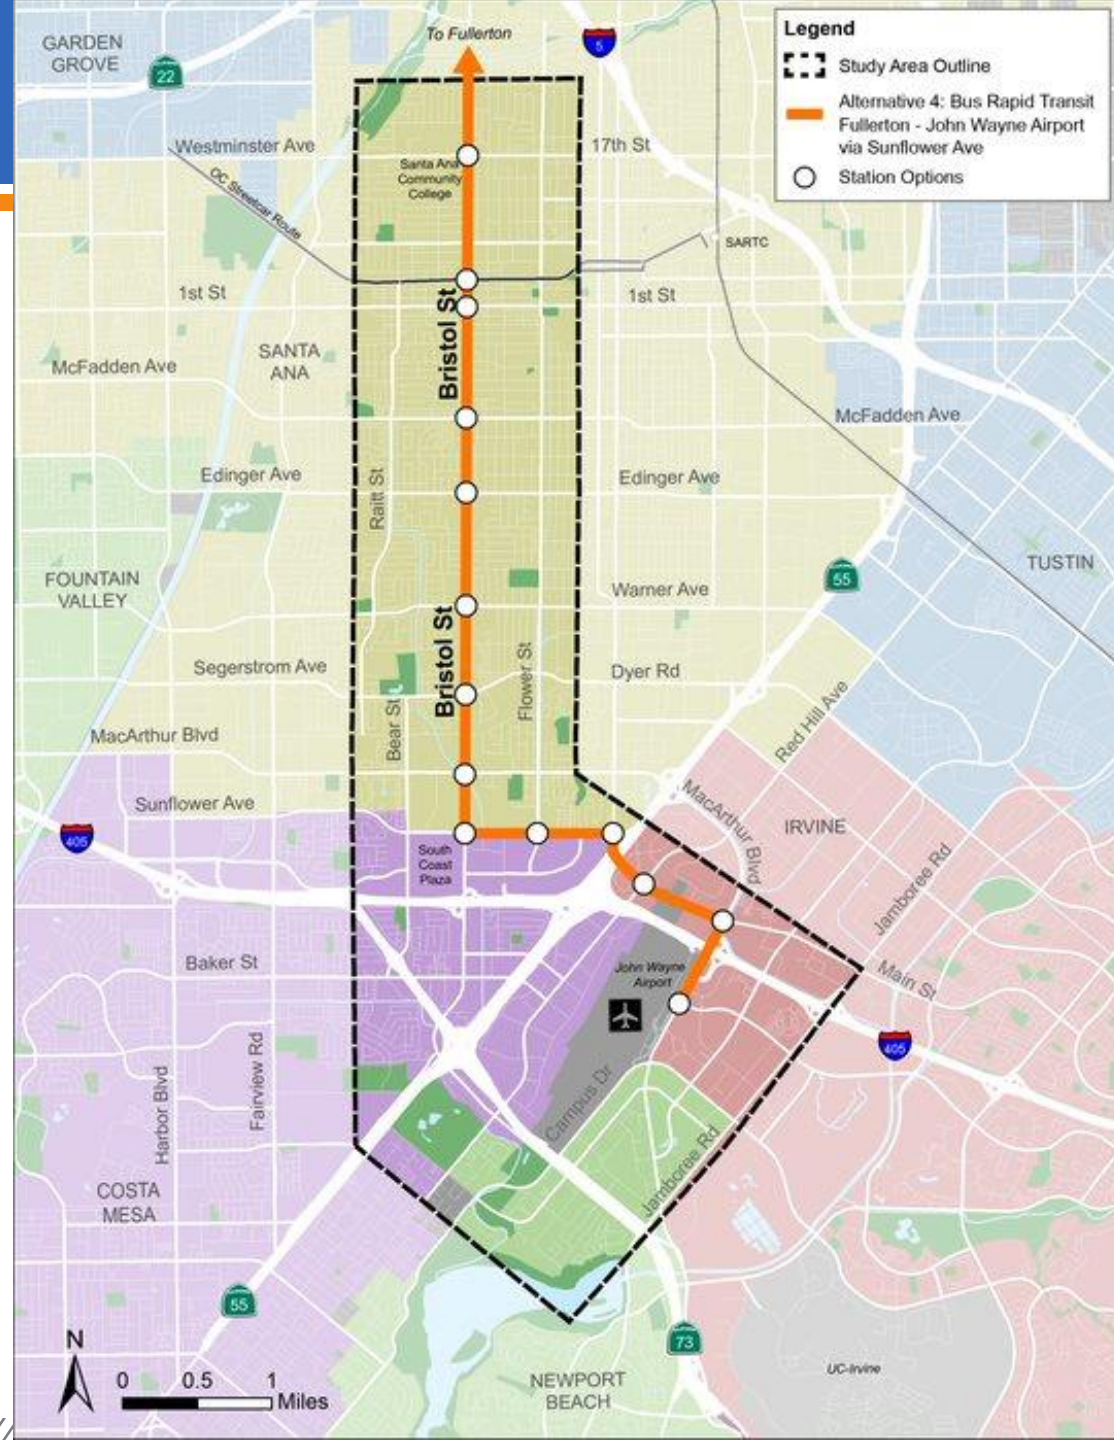 To Fullerton
GARDEN
GROVE
22
5
Legend
Study Area Outline
Alternative 4: Bus Rapid Transit
Fullerton - John Wayne Airport
via Sunflower Ave
Station Options
Westminster Ave
17th St
Santa Ana
Community
College
OC Streetcar Route
SARTC
1st St
1st St
Bristol St
SANTA
ANA
McFadden Ave
McFadden Ave
Edinger Ave
Edinger Ave
Raitt St
TUSTIN
55
FOUNTAIN
VALLEY
Warner Ave
Bristol St
Segerstrom Ave
Flower St
Dyer Rd
Bear St
Red Hill Ave
MacArthur Blvd
Sunflower Ave
MacArthur Blvd
IRVINE
405
South
Coast
Plaza
Jamboree Rd
Baker St
John Wayne
Airport
Main St
405
Fairview Rd
Harbor Blvd
Campus Dr
Jamboree Rd
COSTA
MESA
55
73
N
0 0.5 1
Miles
NEWPORT
BEACH
UC-Irvine